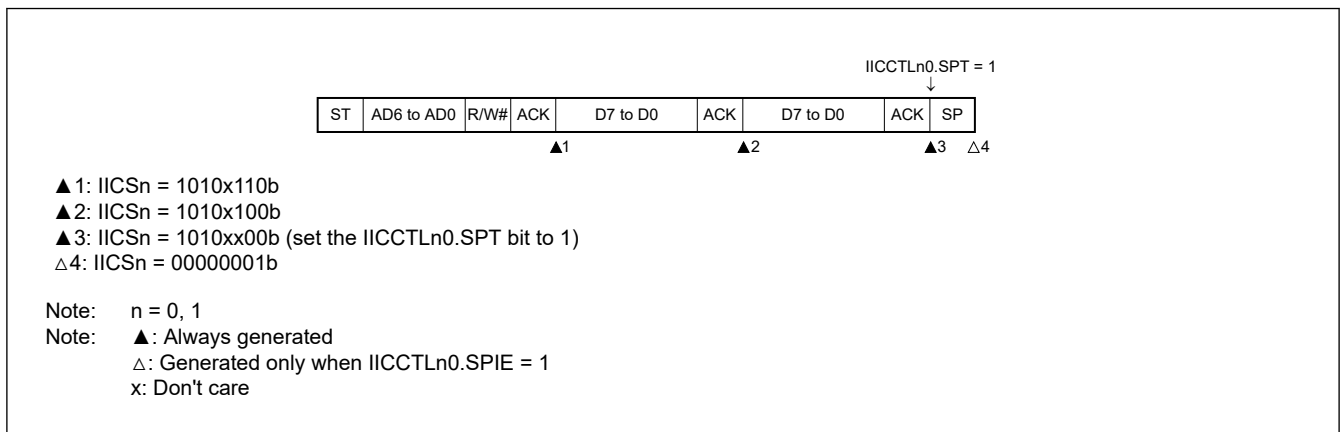 IICCTLn0.SPT = 1
↓
ST AD6 to AD0 R/W# ACK D7 to D0 ACK D7 to D0 ACK SP
▲1 ▲2 ▲3 △4
▲1: IICSn = 1010x110b
▲2: IICSn = 1010x100b
▲3: IICSn = 1010xx00b (set the IICCTLn0.SPT bit to 1)
△4: IICSn = 00000001b
Note: n = 0, 1
Note: ▲: Always generated
△: Generated only when IICCTLn0.SPIE = 1
x: Don't care